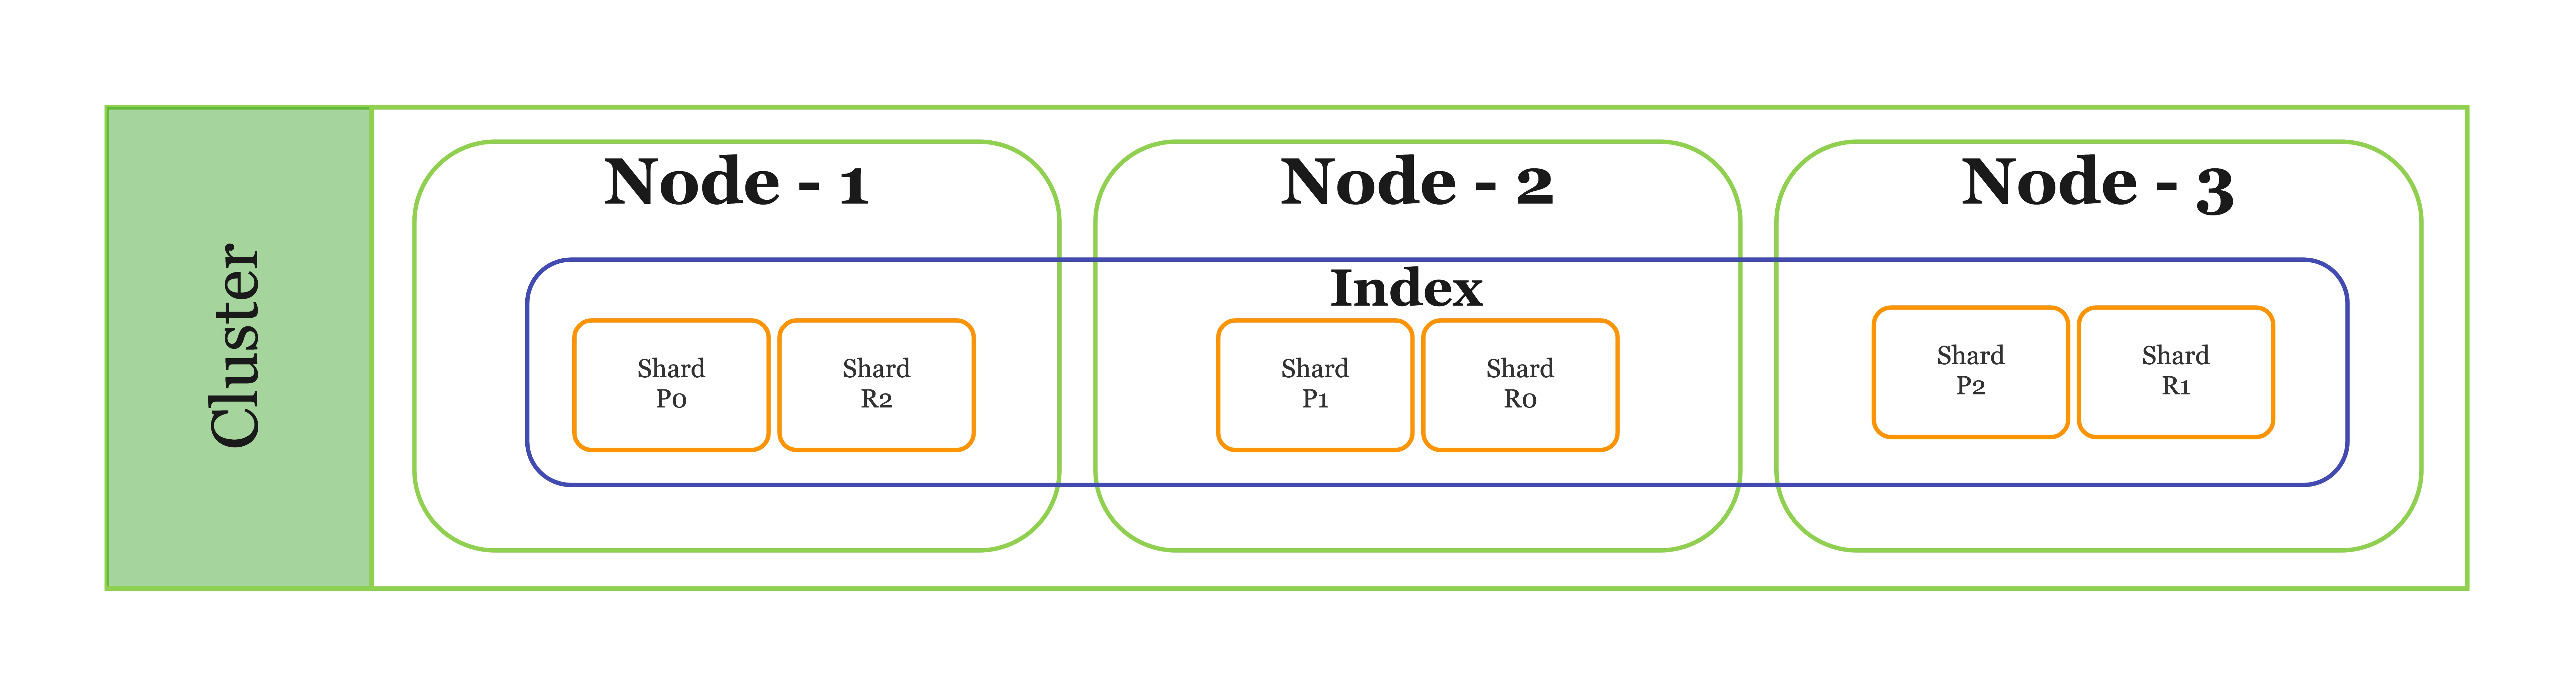 Cluster
Node - 1
Node - 2
Node - 3
Index
Shard
P0
Shard
R2
Shard
P1
Shard
R0
Shard
P2
Shard
R1